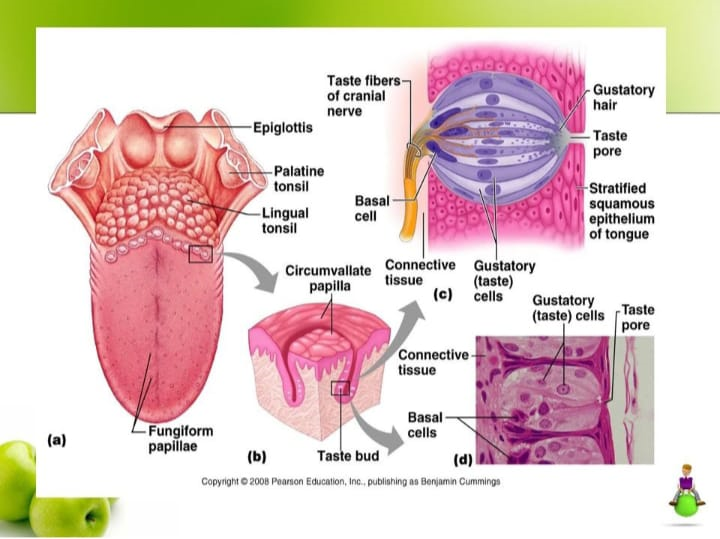 Epiglottis
Palatine
tonsil
Lingual
tonsil
Fungiform
papillae
(a)
Circumvallate
papilla
Taste bud
(b)
Taste fibers
of cranial
nerve
Basal
cell
Connective
tissue
Gustatory
(taste)
cells
(c)
Gustatory
hair
Taste
pore
Stratified
squamous
epithelium
of tongue
Gustatory
(taste) cells
Taste
pore
Connective
tissue
Basal
cells
(d)
Copyright © 2008 Pearson Education, Inc., publishing as Benjamin Cummings